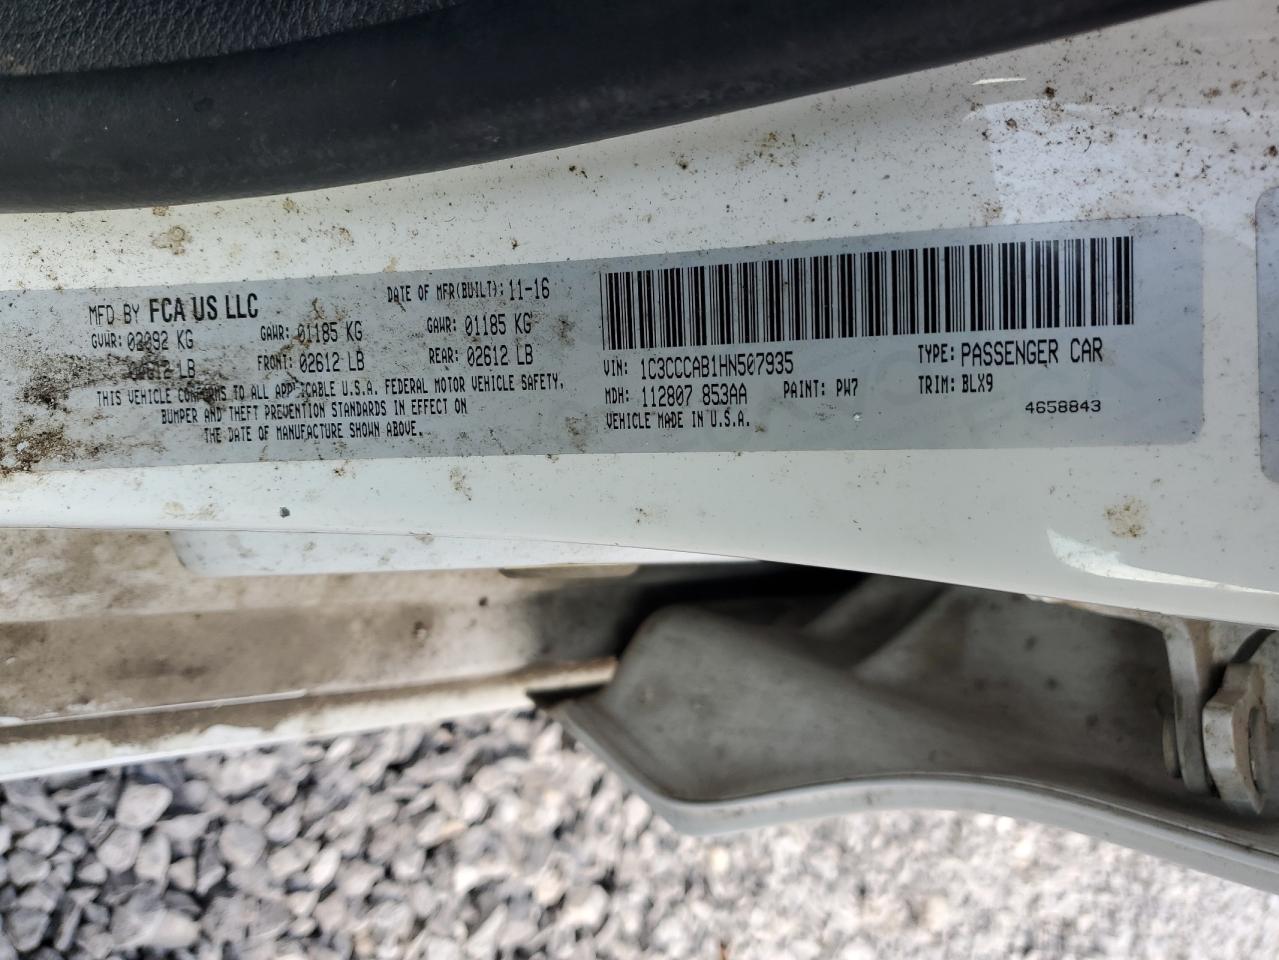 MFD BY FCA US LLC
DATE OF MFR(BUILT): 11-16
GVWR: 02092 KG
GAWR: 01185 KG
GAWR: 01185 KG
LB
FRONT: 02612 LB
REAR: 02612 LB
THIS VEHICLE CONFORMS TO ALL APPLICABLE U.S.A. FEDERAL MOTOR VEHICLE SAFETY,
BUMPER AND THEFT PREVENTION STANDARDS IN EFFECT ON
THE DATE OF MANUFACTURE SHOWN ABOVE.
VIN: 1C3CCCAB1HN507935
TYPE: PASSENGER CAR
MDH: 112807 853AA
PAINT: PW7
TRIM: BLX9
VEHICLE MADE IN U.S.A.
4658843